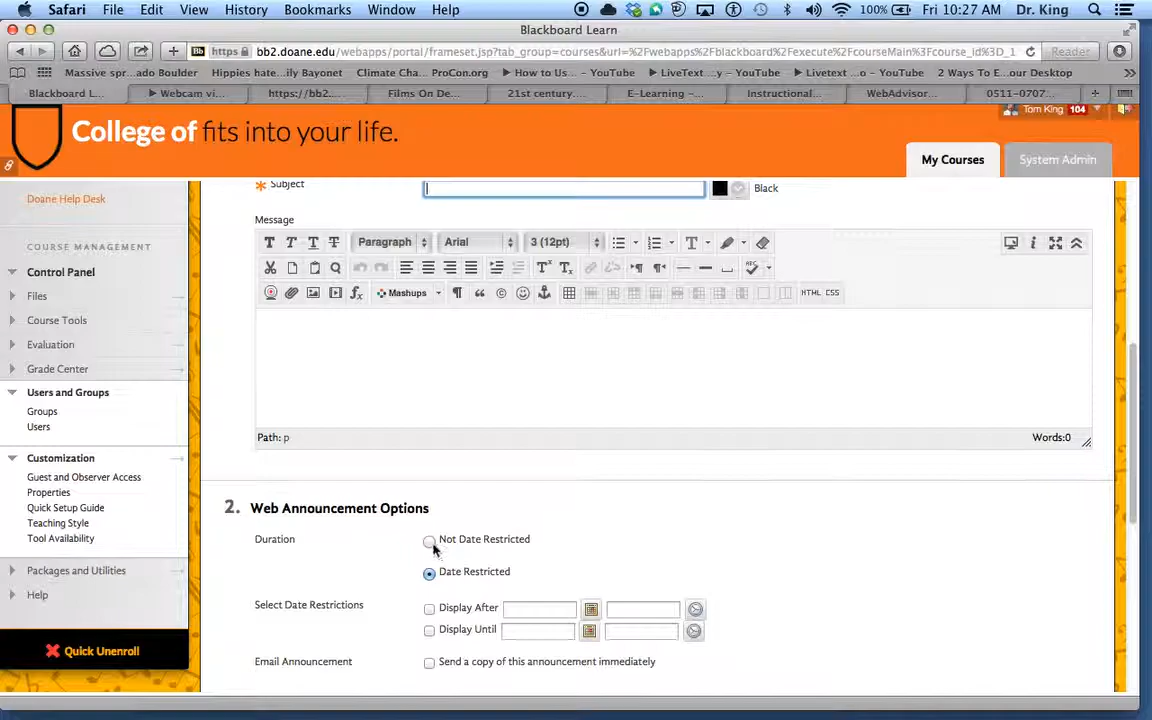 Safari File Edit View History Bookmarks Window Help 100% Fri 10:27 AM Dr. King
Blackboard Learn
Bb https bb2.doane.edu/webapps/portal/frameset.jsp?tab_group=courses&url=%2Fwebapps%2Fblackboard%2Fexecute%2FcourseMain%3Fcourse_id%3D_1 Reader
Massive spr...ado Boulder Hippies hate...ily Bayonet Climate Cha... ProCon.org How to Us... - YouTube LiveText ...y - YouTube Livetext ...o - YouTube 2 Ways To E...our Desktop
Blackboard L... Webcam vi... https://bb2.... Films On De... 21st century.... E-Learning -... Instructional... WebAdvisor... 0511-0707...
Tom King 104
College of fits into your life.
My Courses System Admin
Doane Help Desk
COURSE MANAGEMENT
Control Panel
Files
Course Tools
Evaluation
Grade Center
Users and Groups
Groups
Users
Customization
Guest and Observer Access
Properties
Quick Setup Guide
Teaching Style
Tool Availability
Packages and Utilities
Help
Quick Unenroll
Subject Black
Message
T T T T Paragraph Arial 3 (12pt) T
ABC
Mashups HTML CSS
Path: p Words:0
2. Web Announcement Options
Duration Not Date Restricted
Date Restricted
Select Date Restrictions Display After
Display Until
Email Announcement Send a copy of this announcement immediately